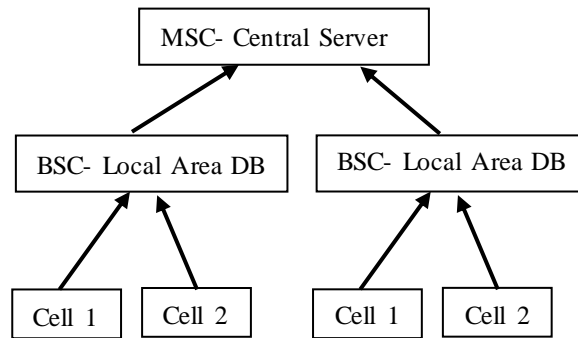 MSC- Central Server
BSC- Local Area DB
BSC- Local Area DB
Cell 1
Cell 2
Cell 1
Cell 2